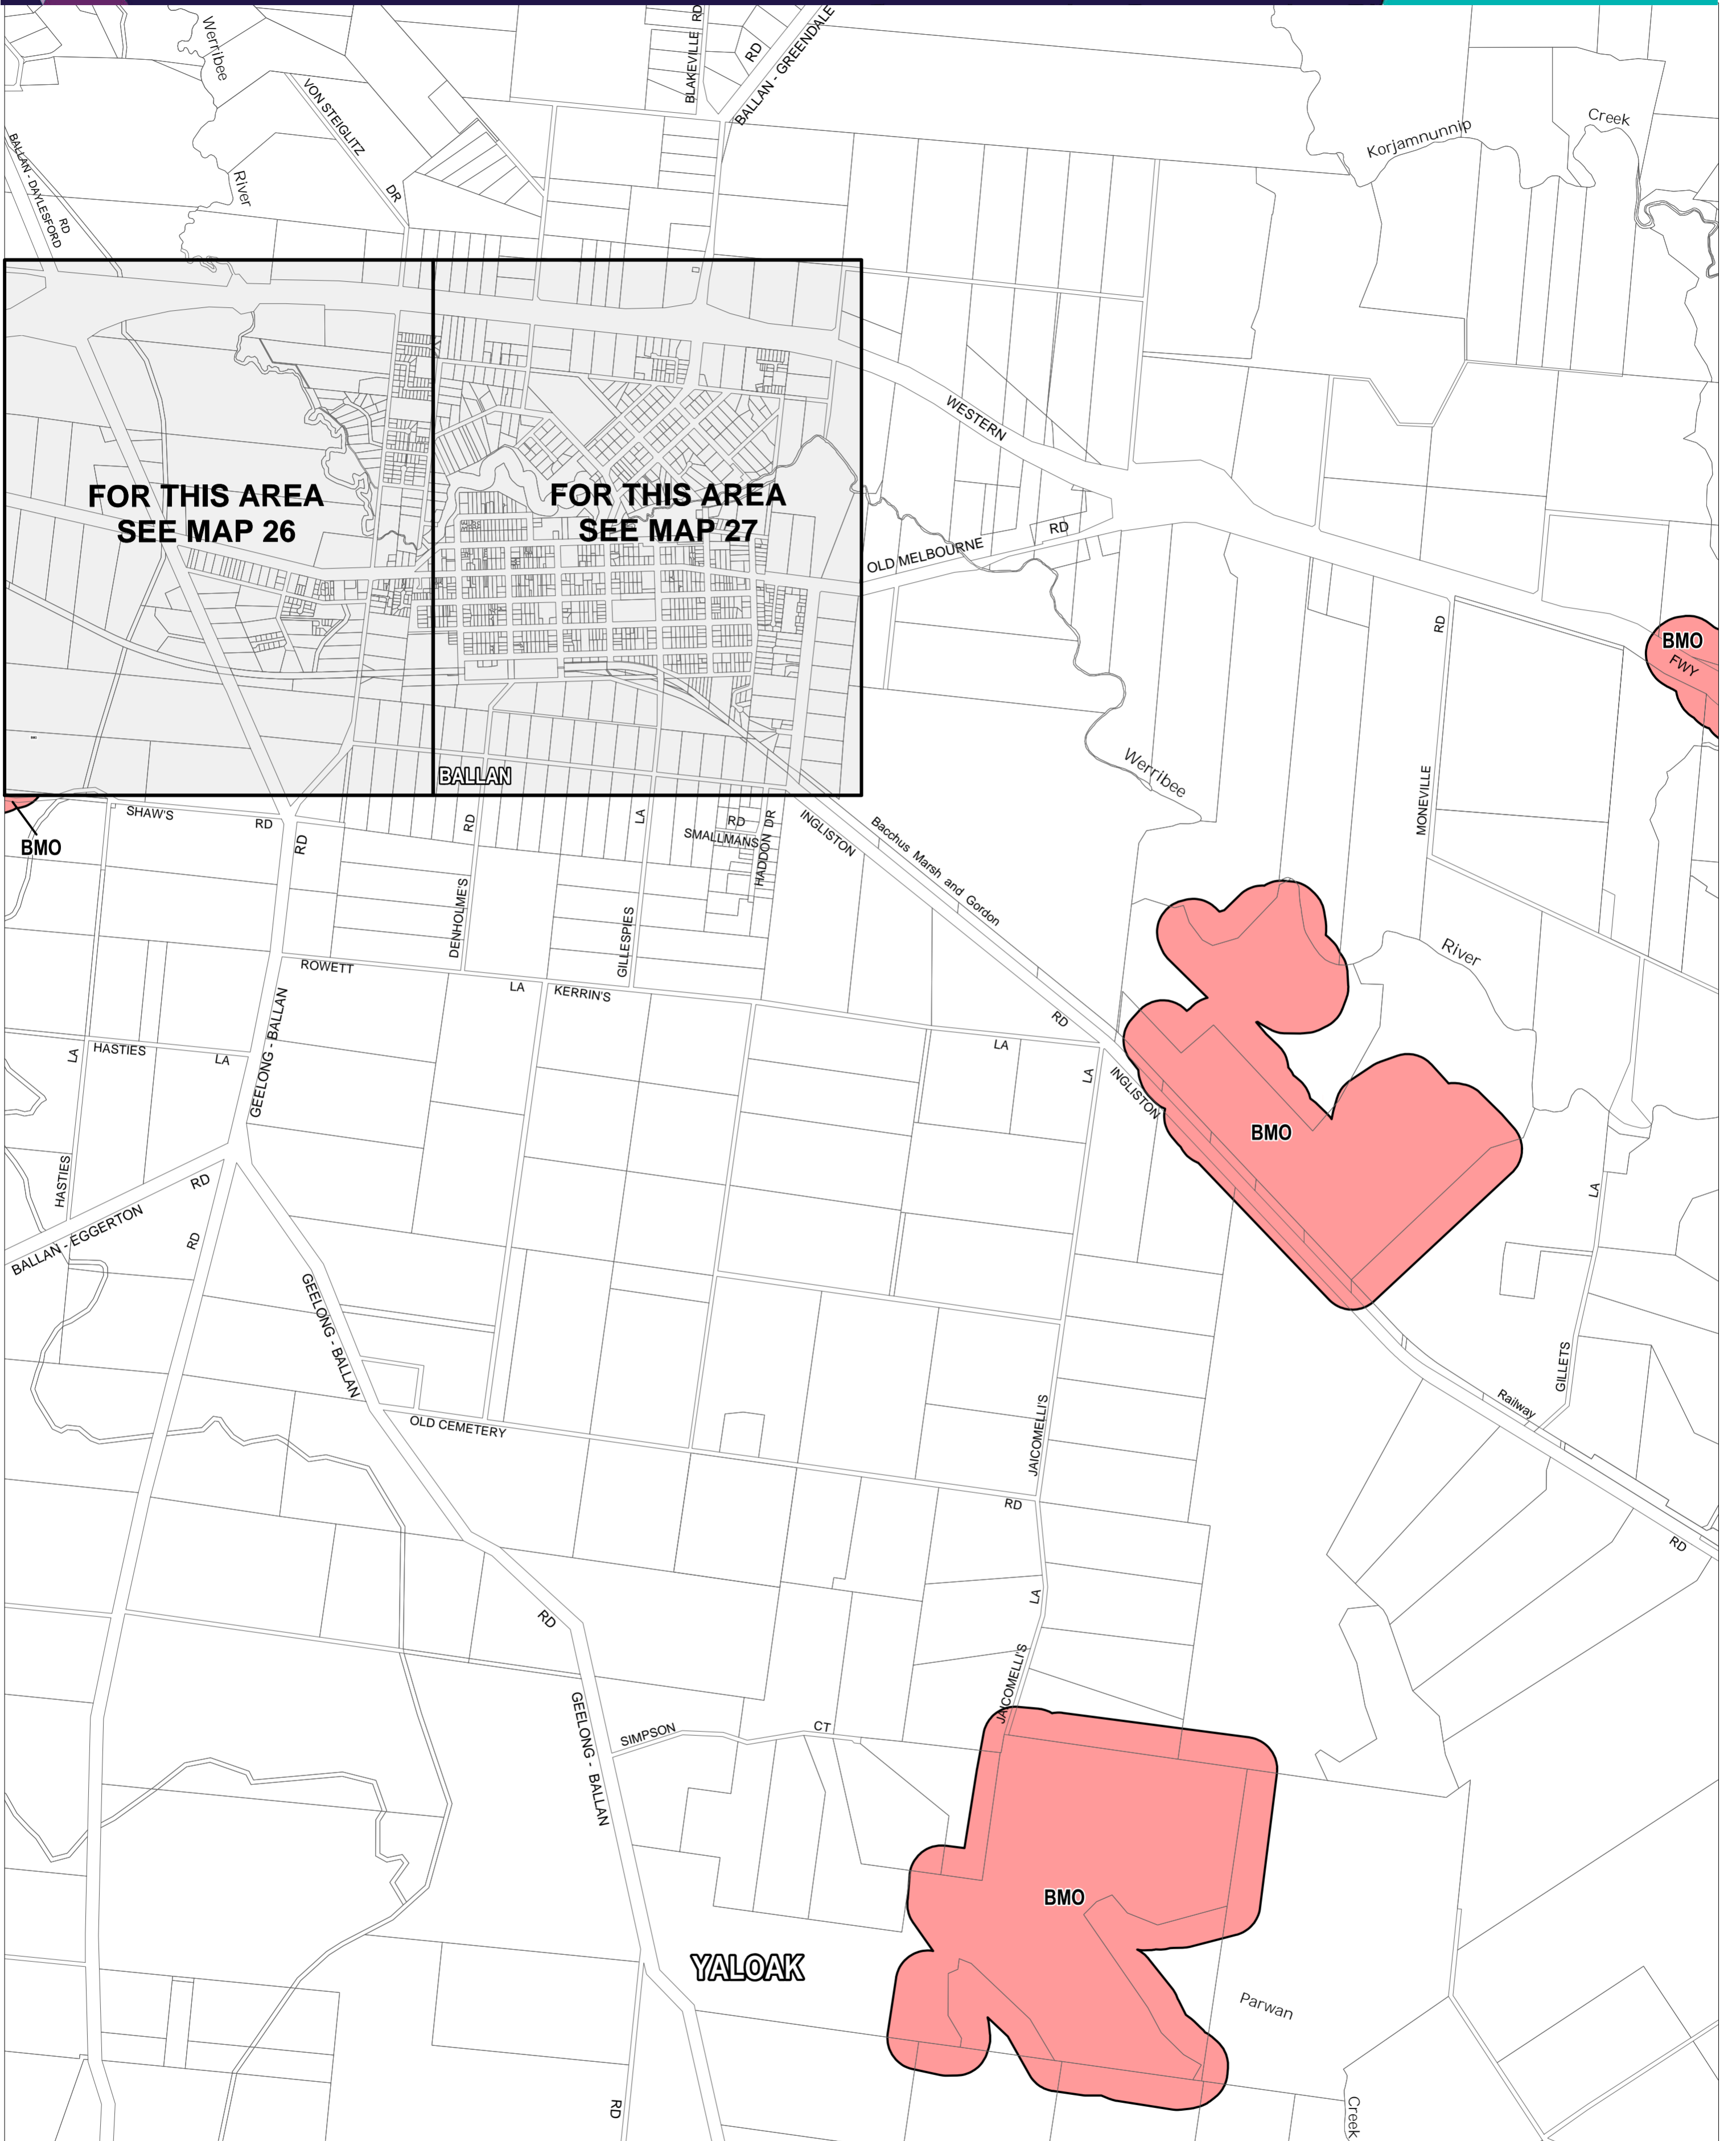 Werribee
River
VON STEIGLITZ
DR
BALLAN - DAYLESFORD
RD
BLAKEVILLE RD
RD
BALLAN - GREENDALE
Korjamnunnip
Creek
FOR THIS AREA
SEE MAP 26
FOR THIS AREA
SEE MAP 27
BALLAN
WESTERN
OLD MELBOURNE
RD
BMO
FWY
RD
MONEVILLE
Werribee
River
BMO
SHAW'S
RD
RD
RD
DENHOLME'S
LA
GILLESPIES
RD
SMALLMANS
HADDON DR
INGLISTON
Bacchus Marsh and Gordon
ROWETT
LA
KERRIN'S
RD
LA
LA
INGLISTON
GEELONG - BALLAN
HASTIES
LA
LA
HASTIES
RD
BALLAN - EGGERTON
RD
GEELONG - BALLAN
BMO
LA
GILLETS
Railway
RD
OLD CEMETERY
JAICOMELLI'S
RD
LA
JAICOMELLI'S
RD
GEELONG - BALLAN
SIMPSON
CT
BMO
YALOAK
Parwan
Creek
RD